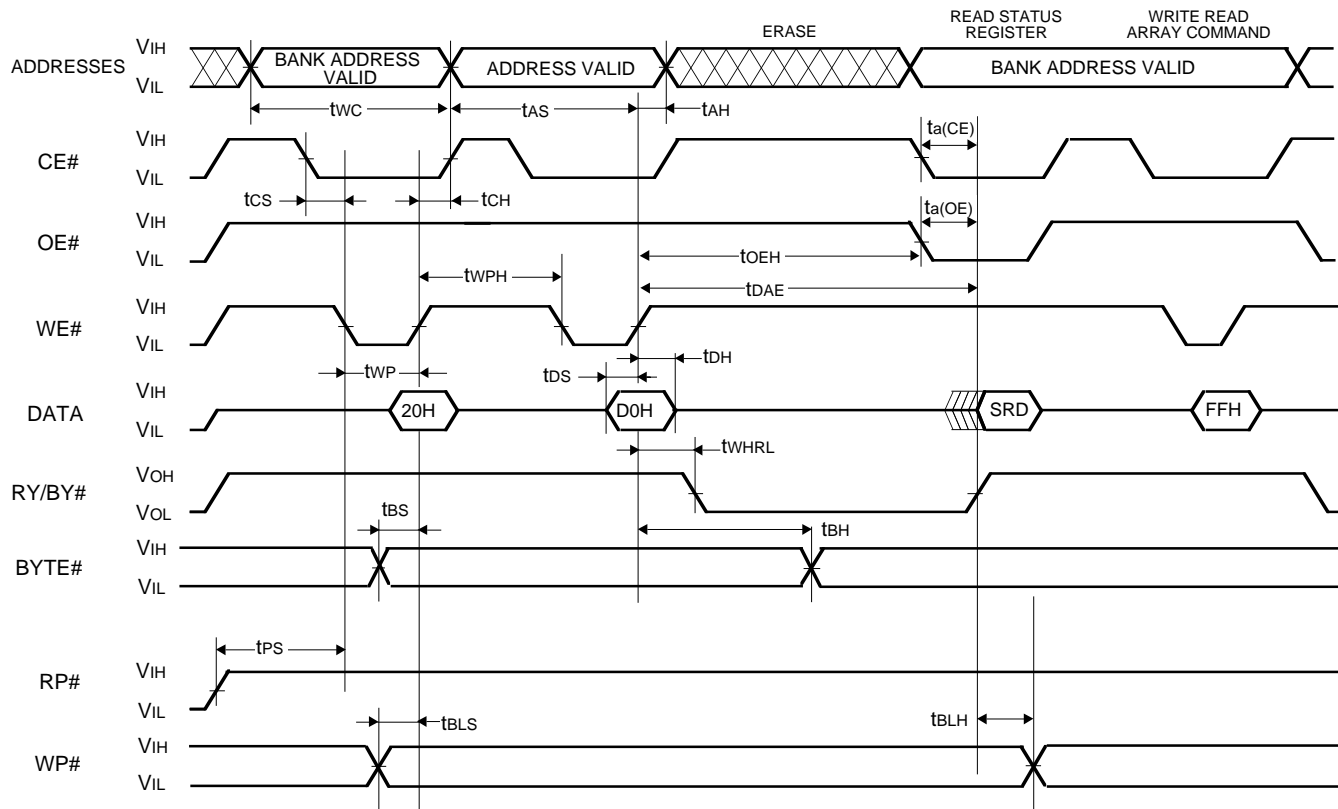 ERASE
READ STATUS
REGISTER
WRITE READ
ARRAY COMMAND
ADDRESSES
VIH
VIL
BANK ADDRESS
VALID
ADDRESS VALID
BANK ADDRESS VALID
tWC
tAS
tAH
CE#
VIH
VIL
ta(CE)
tCS
tCH
OE#
VIH
VIL
ta(OE)
tOEH
tWPH
tDAE
WE#
VIH
VIL
tWP
tDS
tDH
DATA
VIH
VIL
20H
D0H
SRD
FFH
tWHRL
RY/BY#
VOH
VOL
tBS
tBH
BYTE#
VIH
VIL
tPS
RP#
VIH
VIL
tBLS
tBLH
WP#
VIH
VIL